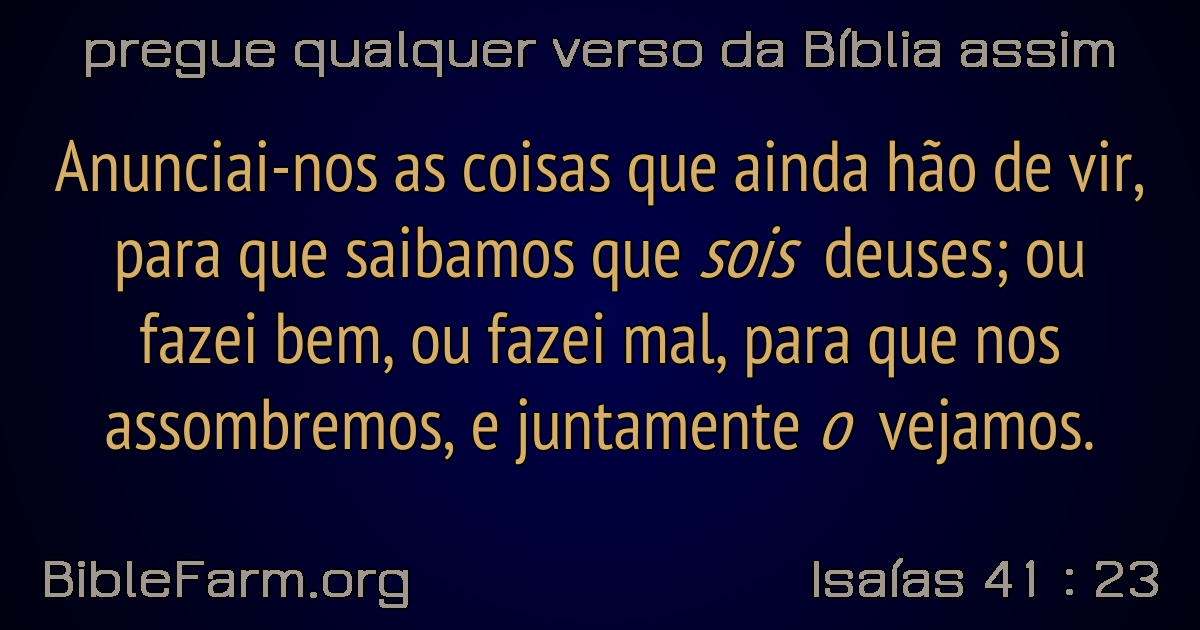 pregue qualquer verso da Bíblia assim
Anunciai-nos as coisas que ainda hão de vir,
para que saibamos que sois deuses; ou
fazei bem, ou fazei mal, para que nos
assombremos, e juntamente o vejamos.
BibleFarm.org
Isaías 41 : 23